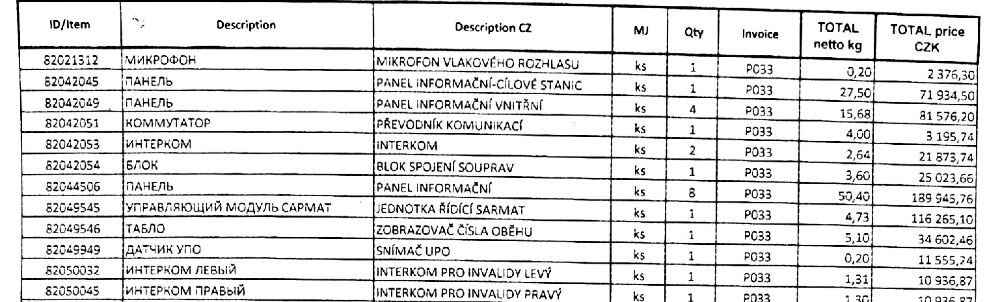 ID/Item Description Description CZ MJ Qty Invoice TOTAL netto kg TOTAL price CZK
82021312 МИКРОФОН MIKROFON VLAKOVÉHO ROZHLASU ks 1 P033 0,20 2 376,30
82042045 ПАНЕЛЬ PANEL INFORMAČNÍ-CÍLOVÉ STANIC ks 1 P033 27,50 71 934,50
82042049 ПАНЕЛЬ PANEL INFORMAČNÍ VNITŘNÍ ks 4 P033 15,68 81 576,20
82042051 КОММУТАТОР PŘEVODNÍK KOMUNIKACÍ ks 1 P033 4,00 3 195,74
82042053 ИНТЕРКОМ INTERKOM ks 2 P033 2,64 21 873,74
82042054 БЛОК BLOK SPOJENÍ SOUPRAV ks 1 P033 3,60 25 023,66
82044506 ПАНЕЛЬ PANEL INFORMAČNÍ ks 8 P033 50,40 189 945,76
82049545 УПРАВЛЯЮЩИЙ МОДУЛЬ САРМАТ JEDNOTKA ŘÍDÍCÍ SARMAT ks 1 P033 4,73 116 265,10
82049546 ТАБЛО ZOBRAZOVAČ ČÍSLA OBĚHU ks 1 P033 5,10 34 602,46
82049949 ДАТЧИК УПО SNÍMAČ UPO ks 1 P033 0,20 11 555,24
82050032 ИНТЕРКОМ ЛЕВЫЙ INTERKOM PRO INVALIDY LEVÝ ks 1 P033 1,31 10 936,87
82050045 ИНТЕРКОМ ПРАВЫЙ INTERKOM PRO INVALIDY PRAVÝ ks 1 P033 1,30 10 936,87